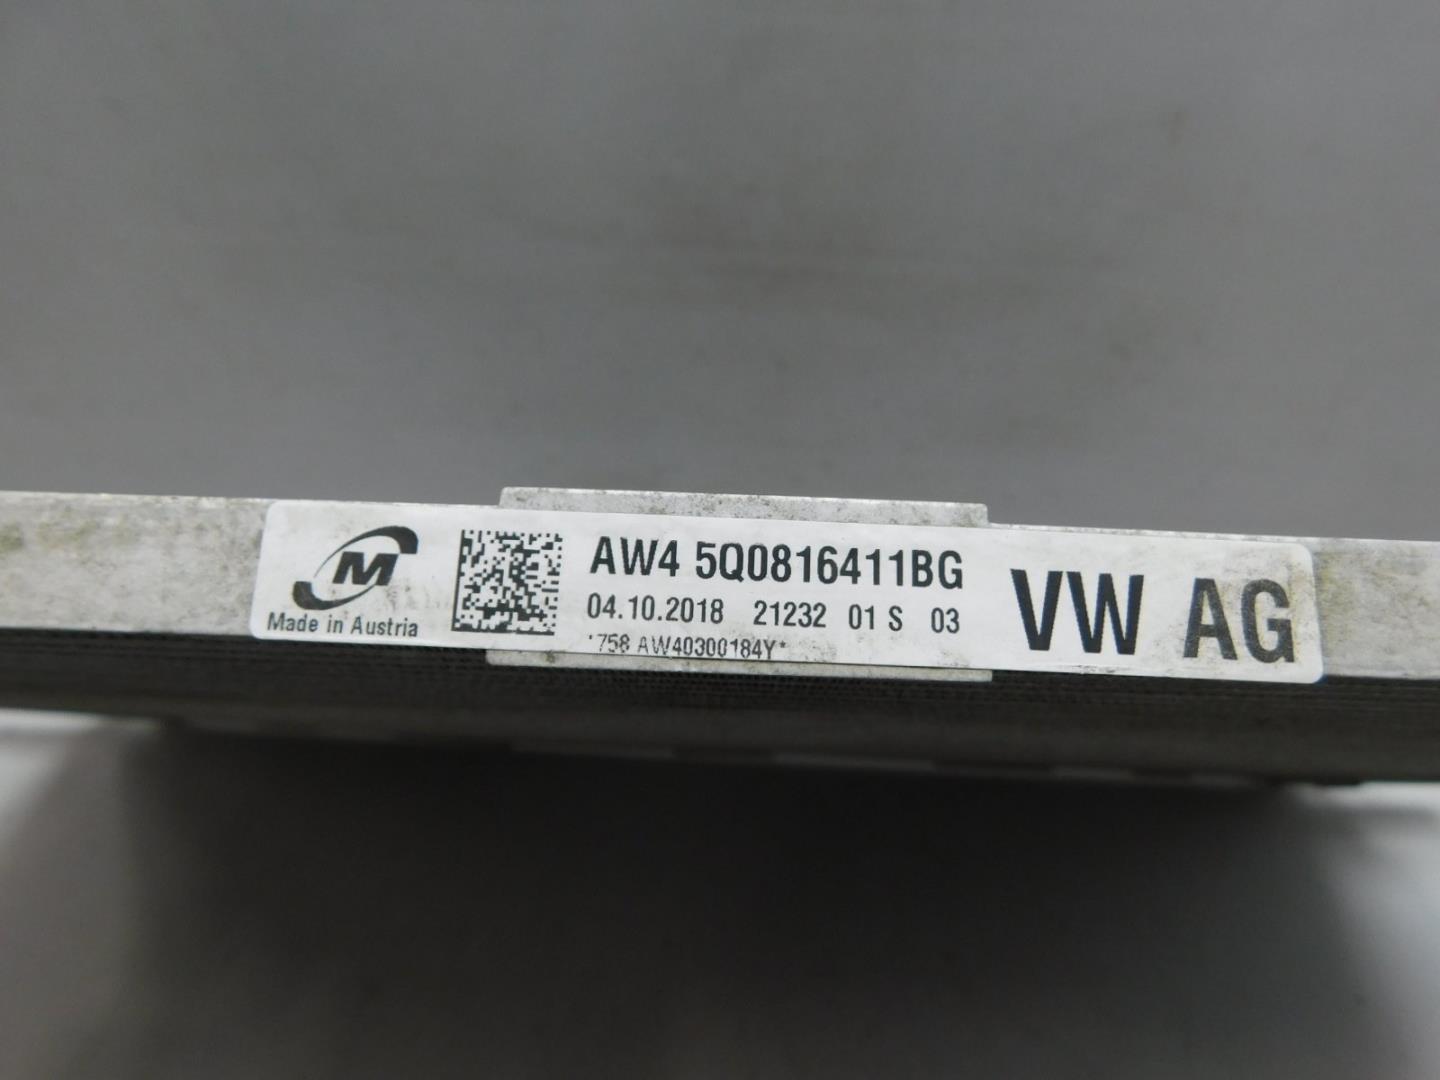 M
Made in Austria
AW4 5Q0816411BG
04.10.2018 21232 01 S 03
*758 AW40300184Y*
VW AG